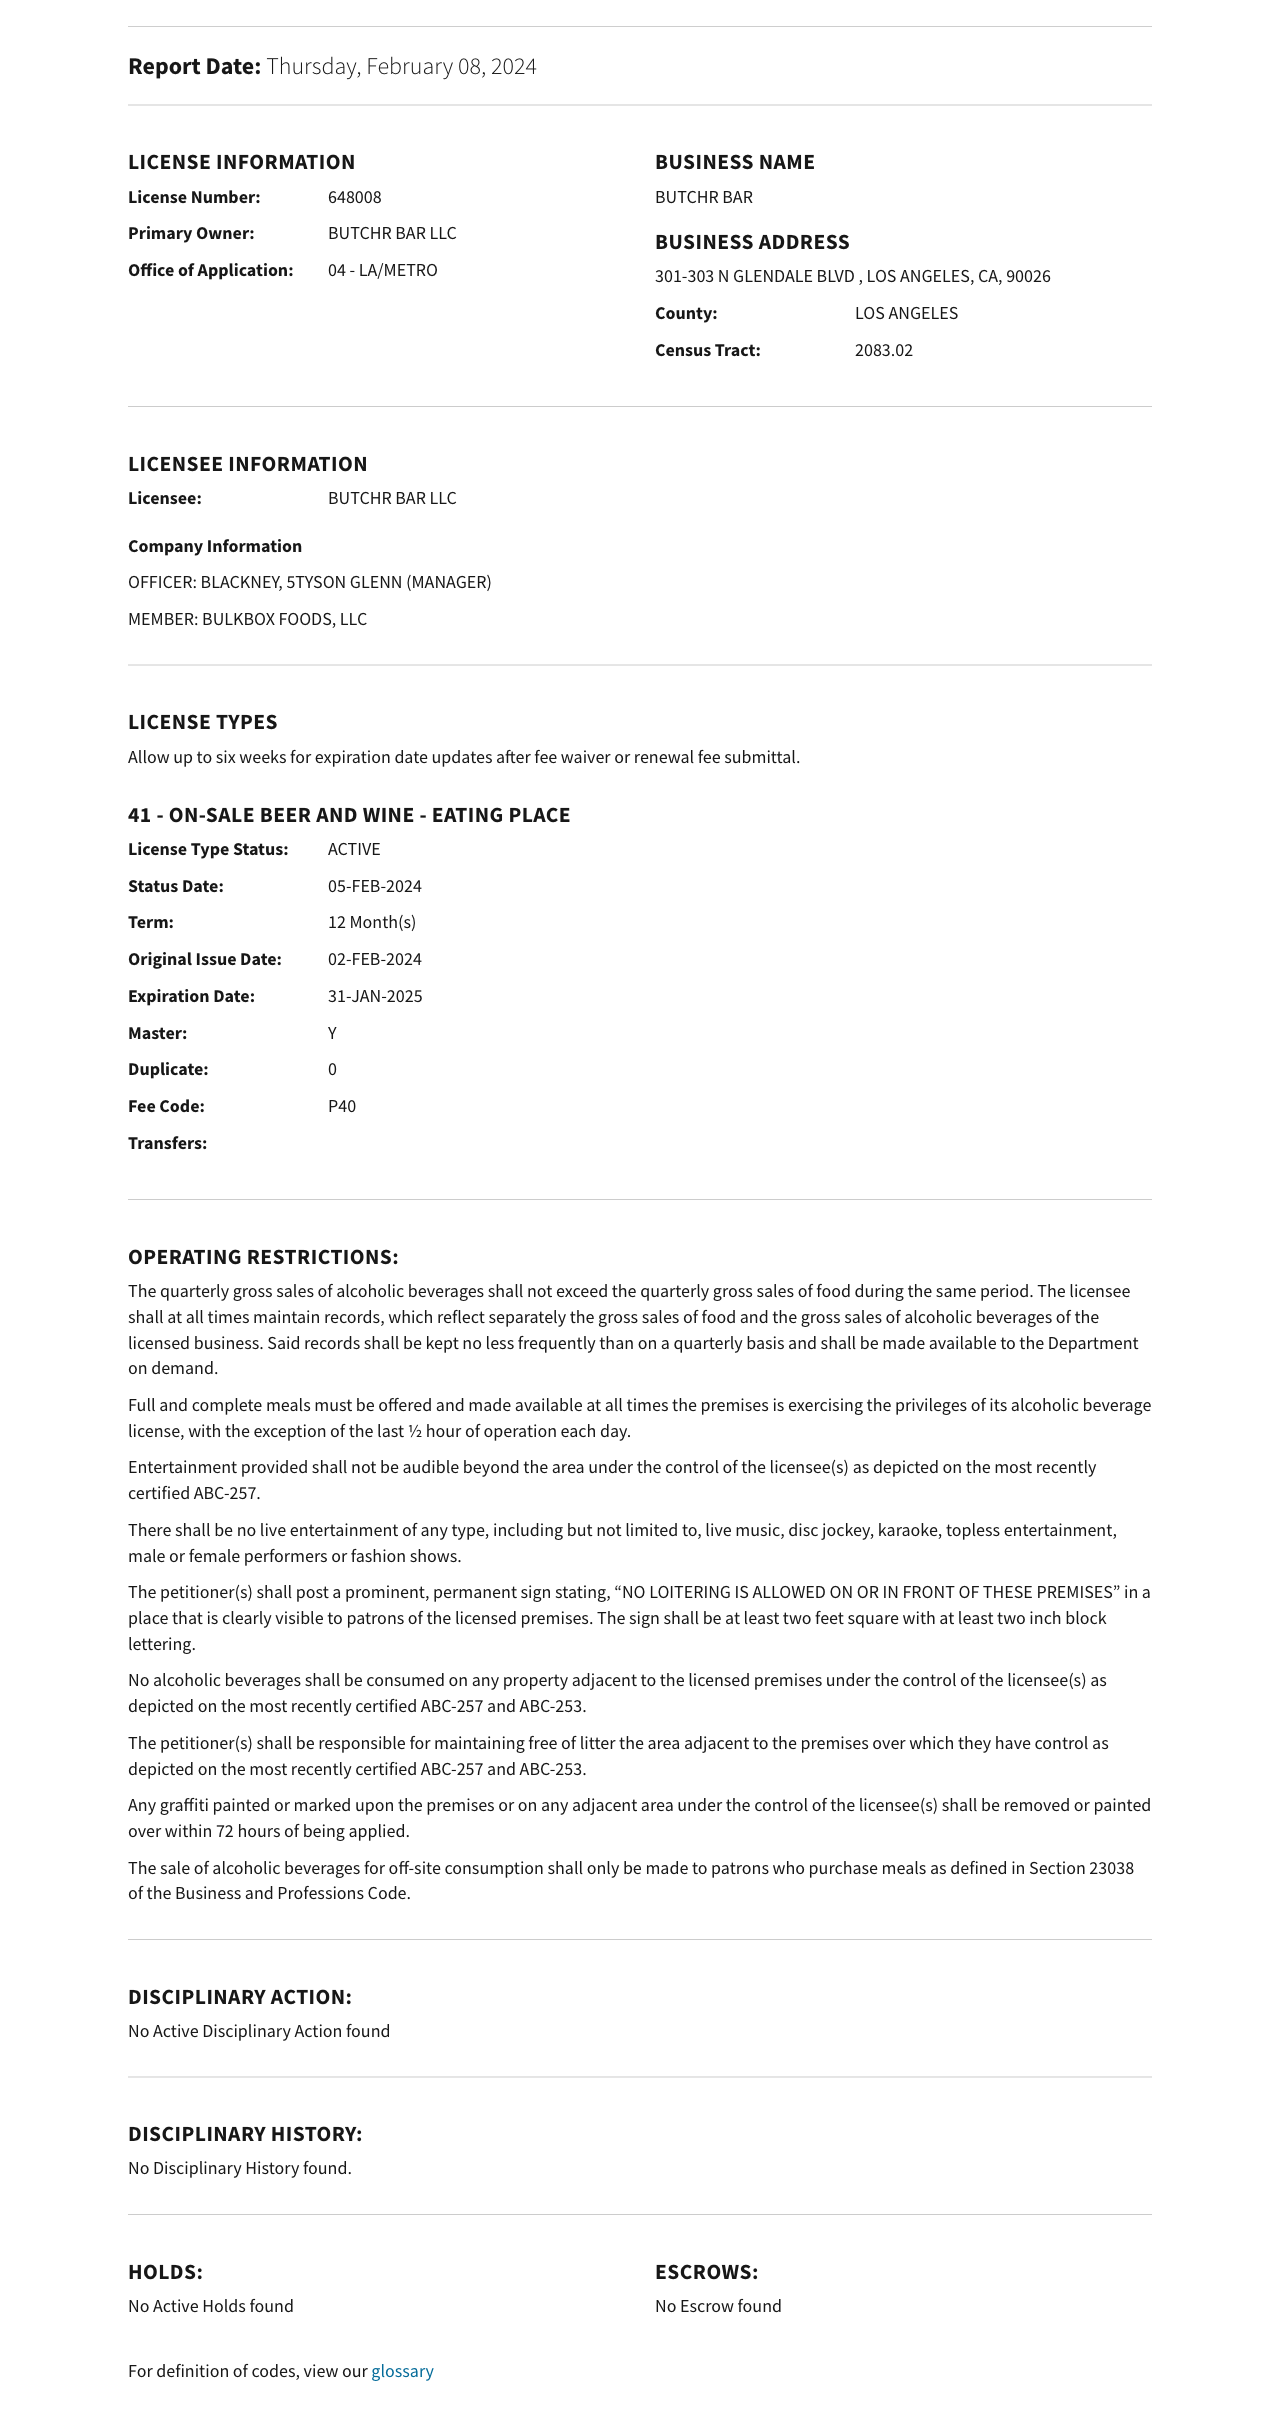 Report Date: Thursday, February 08, 2024
LICENSE INFORMATION
License Number: 648008
Primary Owner: BUTCHR BAR LLC
Office of Application: 04 - LA/METRO
BUSINESS NAME
BUTCHR BAR
BUSINESS ADDRESS
301-303 N GLENDALE BLVD , LOS ANGELES, CA, 90026
County: LOS ANGELES
Census Tract: 2083.02
LICENSEE INFORMATION
Licensee: BUTCHR BAR LLC
Company Information
OFFICER: BLACKNEY, 5TYSON GLENN (MANAGER)
MEMBER: BULKBOX FOODS, LLC
LICENSE TYPES
Allow up to six weeks for expiration date updates after fee waiver or renewal fee submittal.
41 - ON-SALE BEER AND WINE - EATING PLACE
License Type Status: ACTIVE
Status Date: 05-FEB-2024
Term: 12 Month(s)
Original Issue Date: 02-FEB-2024
Expiration Date: 31-JAN-2025
Master: Y
Duplicate: 0
Fee Code: P40
Transfers:
OPERATING RESTRICTIONS:
The quarterly gross sales of alcoholic beverages shall not exceed the quarterly gross sales of food during the same period. The licensee
shall at all times maintain records, which reflect separately the gross sales of food and the gross sales of alcoholic beverages of the
licensed business. Said records shall be kept no less frequently than on a quarterly basis and shall be made available to the Department
on demand.
Full and complete meals must be offered and made available at all times the premises is exercising the privileges of its alcoholic beverage
license, with the exception of the last ½ hour of operation each day.
Entertainment provided shall not be audible beyond the area under the control of the licensee(s) as depicted on the most recently
certified ABC-257.
There shall be no live entertainment of any type, including but not limited to, live music, disc jockey, karaoke, topless entertainment,
male or female performers or fashion shows.
The petitioner(s) shall post a prominent, permanent sign stating, “NO LOITERING IS ALLOWED ON OR IN FRONT OF THESE PREMISES” in a
place that is clearly visible to patrons of the licensed premises. The sign shall be at least two feet square with at least two inch block
lettering.
No alcoholic beverages shall be consumed on any property adjacent to the licensed premises under the control of the licensee(s) as
depicted on the most recently certified ABC-257 and ABC-253.
The petitioner(s) shall be responsible for maintaining free of litter the area adjacent to the premises over which they have control as
depicted on the most recently certified ABC-257 and ABC-253.
Any graffiti painted or marked upon the premises or on any adjacent area under the control of the licensee(s) shall be removed or painted
over within 72 hours of being applied.
The sale of alcoholic beverages for off-site consumption shall only be made to patrons who purchase meals as defined in Section 23038
of the Business and Professions Code.
DISCIPLINARY ACTION:
No Active Disciplinary Action found
DISCIPLINARY HISTORY:
No Disciplinary History found.
HOLDS:
No Active Holds found
ESCROWS:
No Escrow found
For definition of codes, view our glossary